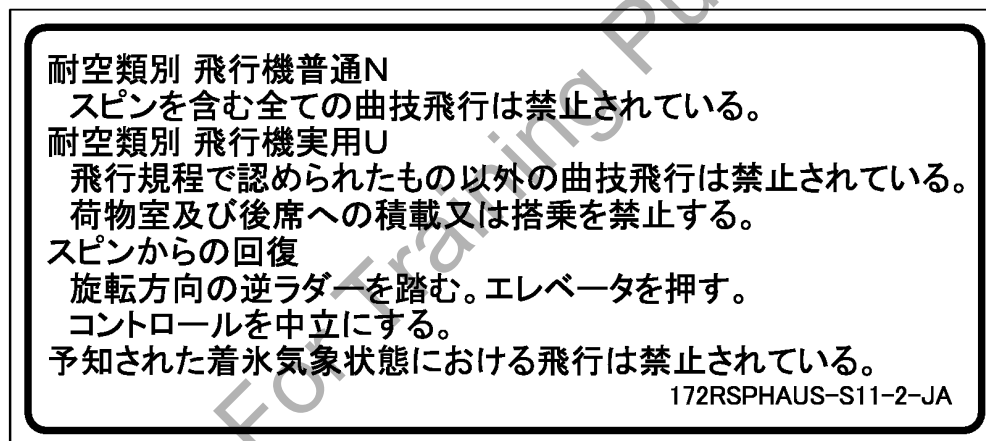 耐空類別 飛行機普通N
スピンを含む全ての曲技飛行は禁止されている。
耐空類別 飛行機実用U
飛行規程で認められたもの以外の曲技飛行は禁止されている。
荷物室及び後席への積載又は搭乗を禁止する。
スピンからの回復
旋転方向の逆ラダーを踏む。エレベータを押す。
コントロールを中立にする。
予知された着氷気象状態における飛行は禁止されている。
172RSPHAUS-S11-2-JA
For Training Pu